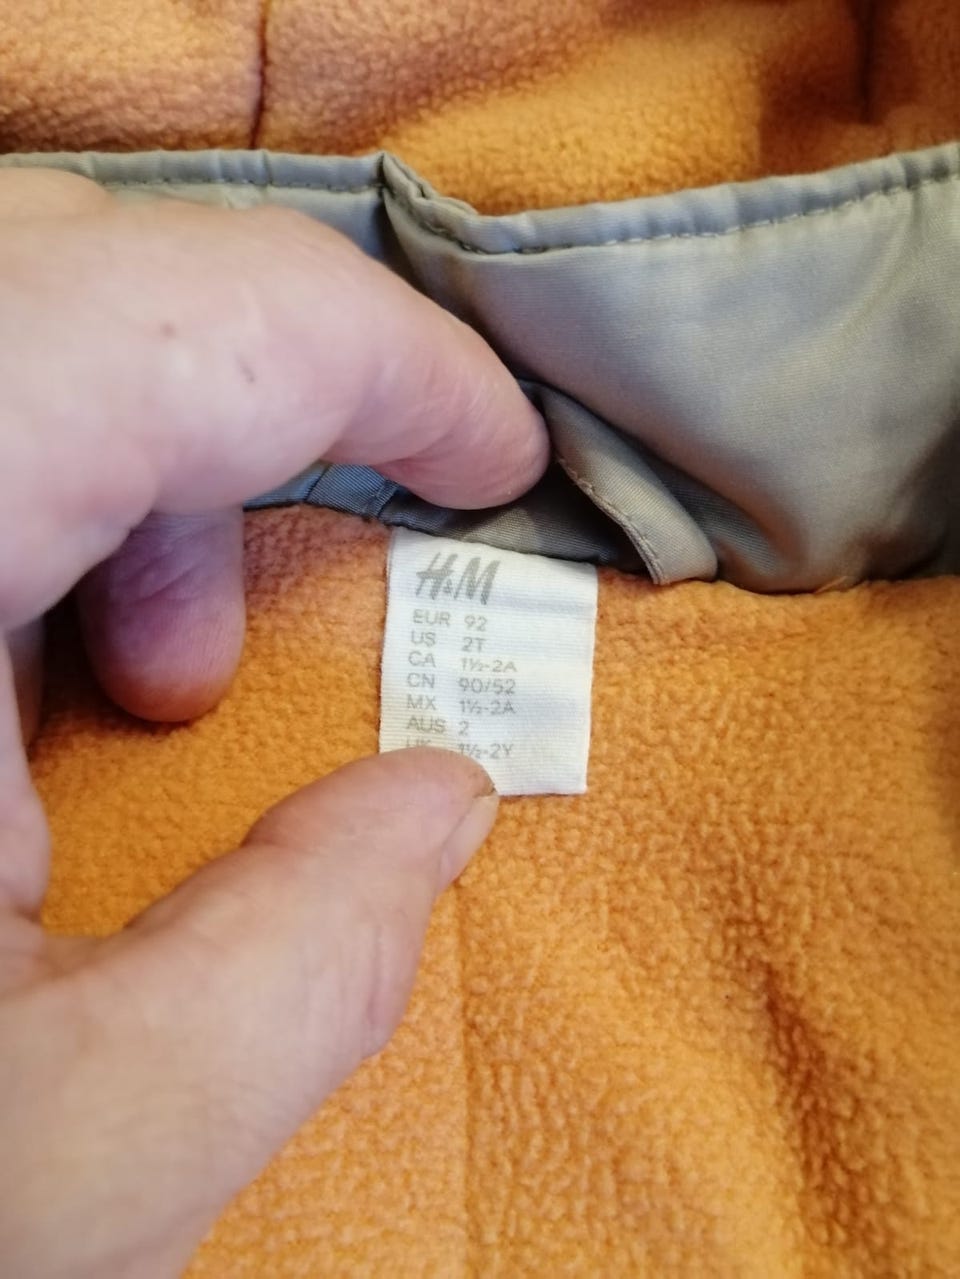 H&M
EUR 92
US 2T
CA 1½-2A
CN 90/52
MX 1½-2A
AUS 2
UK 1½-2Y